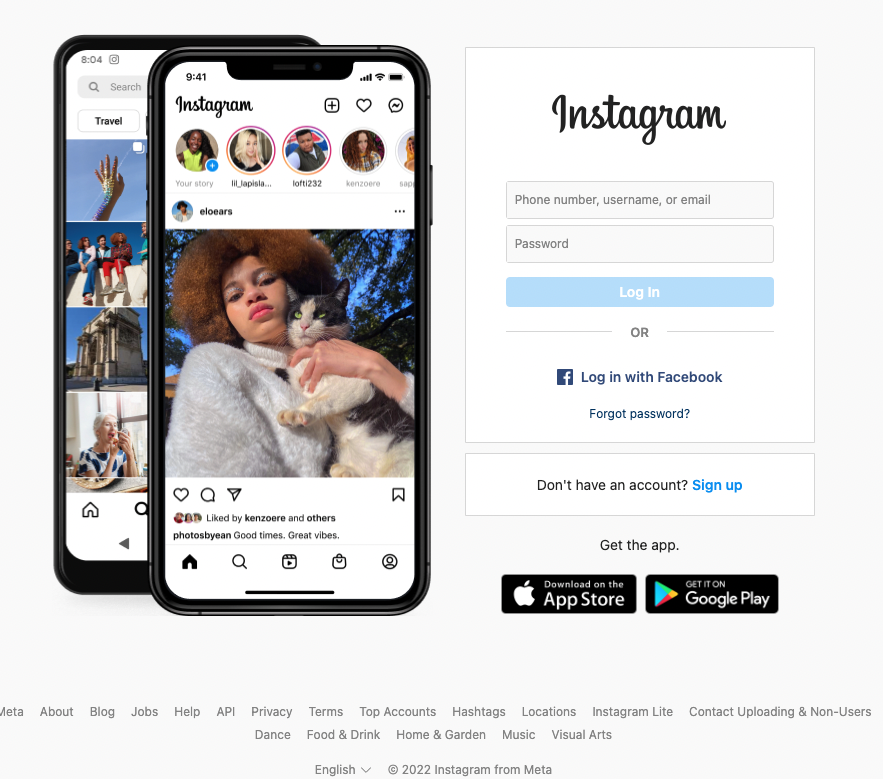 8:04
Search
Travel
9:41
Instagram
Your story
lil_lapisla...
lofti232
kenzoere
eloears
Liked by kenzoere and others
photosbyean Good times. Great vibes.
Instagram
Phone number, username, or email
Password
Log In
OR
Log in with Facebook
Forgot password?
Don't have an account? Sign up
Get the app.
Download on the
App Store
GET IT ON
Google Play
Meta About Blog Jobs Help API Privacy Terms Top Accounts Hashtags Locations Instagram Lite Contact Uploading & Non-Users
Dance Food & Drink Home & Garden Music Visual Arts
English © 2022 Instagram from Meta